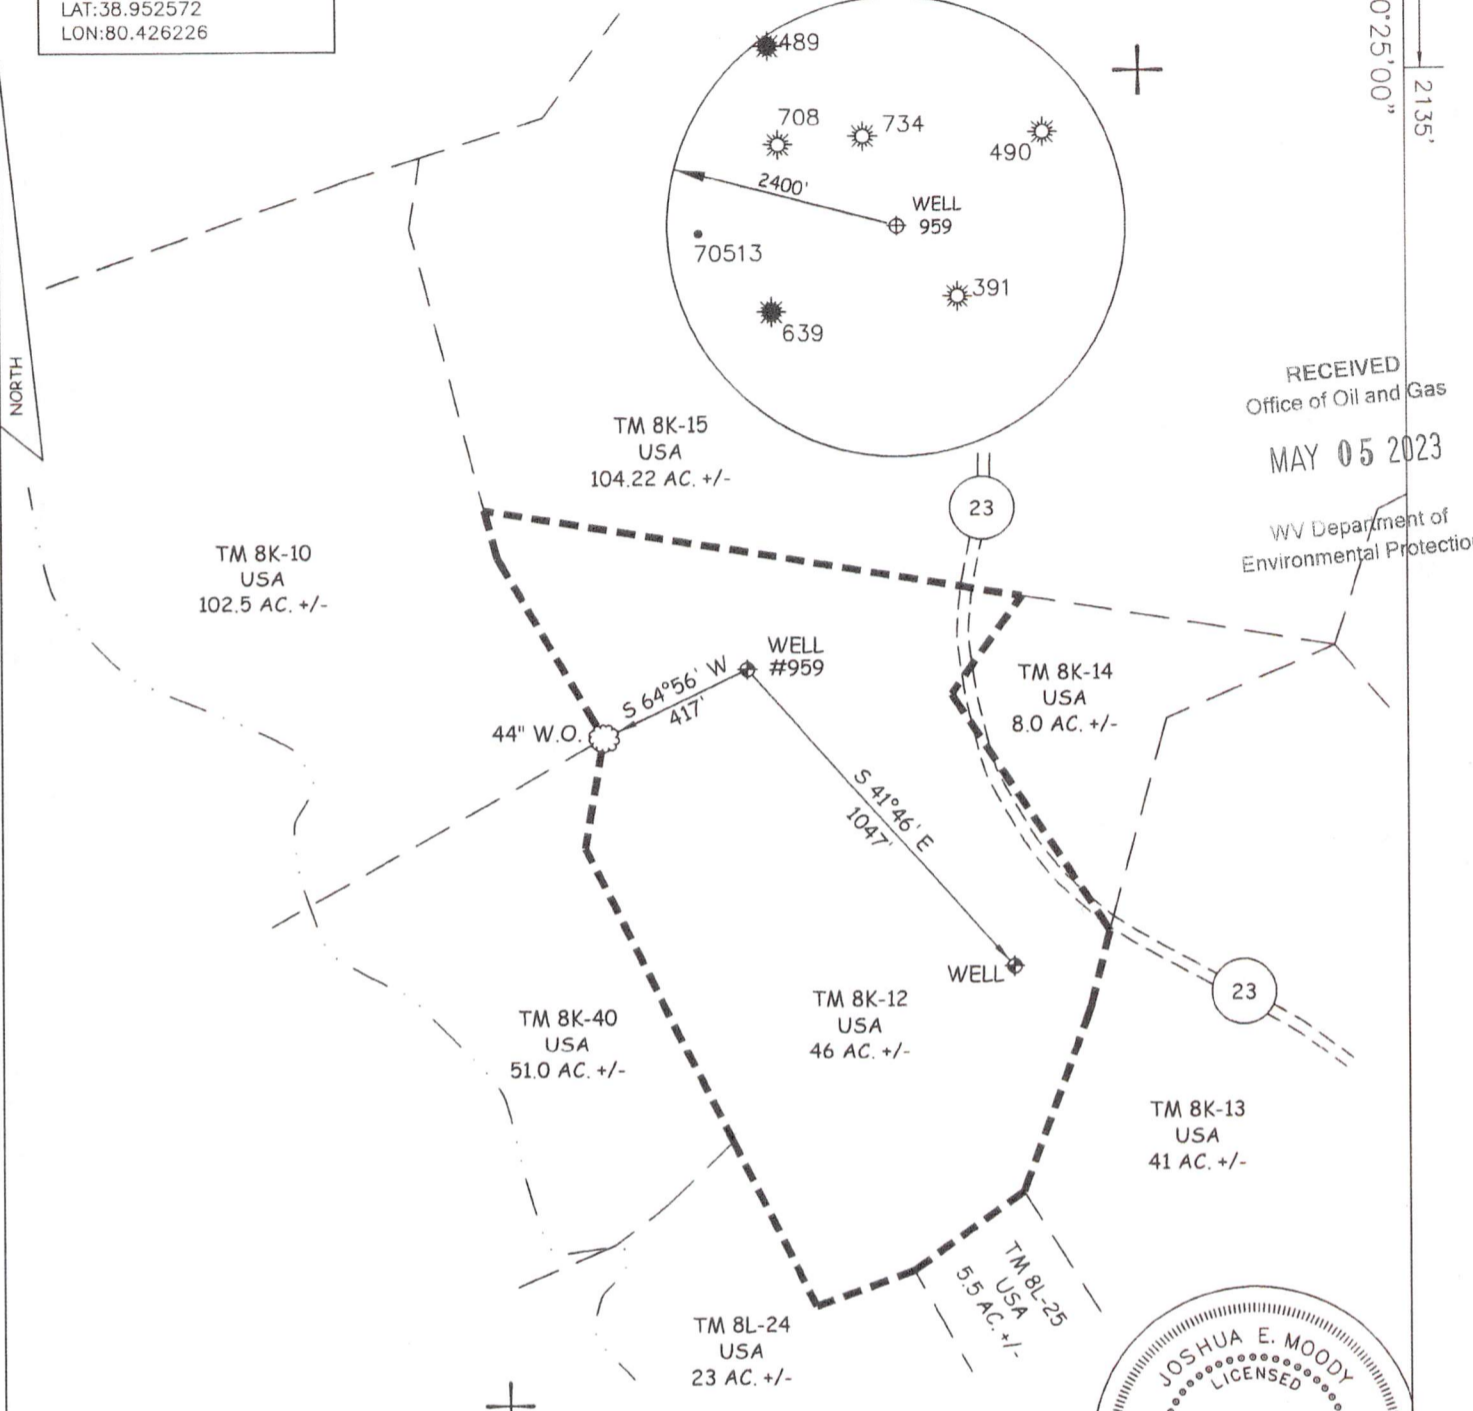 LAT:38.952572
LON:80.426226
489
708
734
490
2400'
WELL
959
70513
391
639
0°25'00"
2135'
NORTH
RECEIVED
Office of Oil and Gas
MAY 05 2023
WV Department of
Environmental Protectio
TM 8K-15
USA
104.22 AC. +/-
23
TM 8K-10
USA
102.5 AC. +/-
WELL
#959
S 64°56' W
417'
44" W.O.
TM 8K-14
USA
8.0 AC. +/-
S 41°46' E
1047'
WELL
TM 8K-12
USA
46 AC. +/-
23
TM 8K-40
USA
51.0 AC. +/-
TM 8K-13
USA
41 AC. +/-
TM 8L-25
USA
5.5 AC. +/-
TM 8L-24
USA
23 AC. +/-
JOSHUA E. MOODY
LICENSED